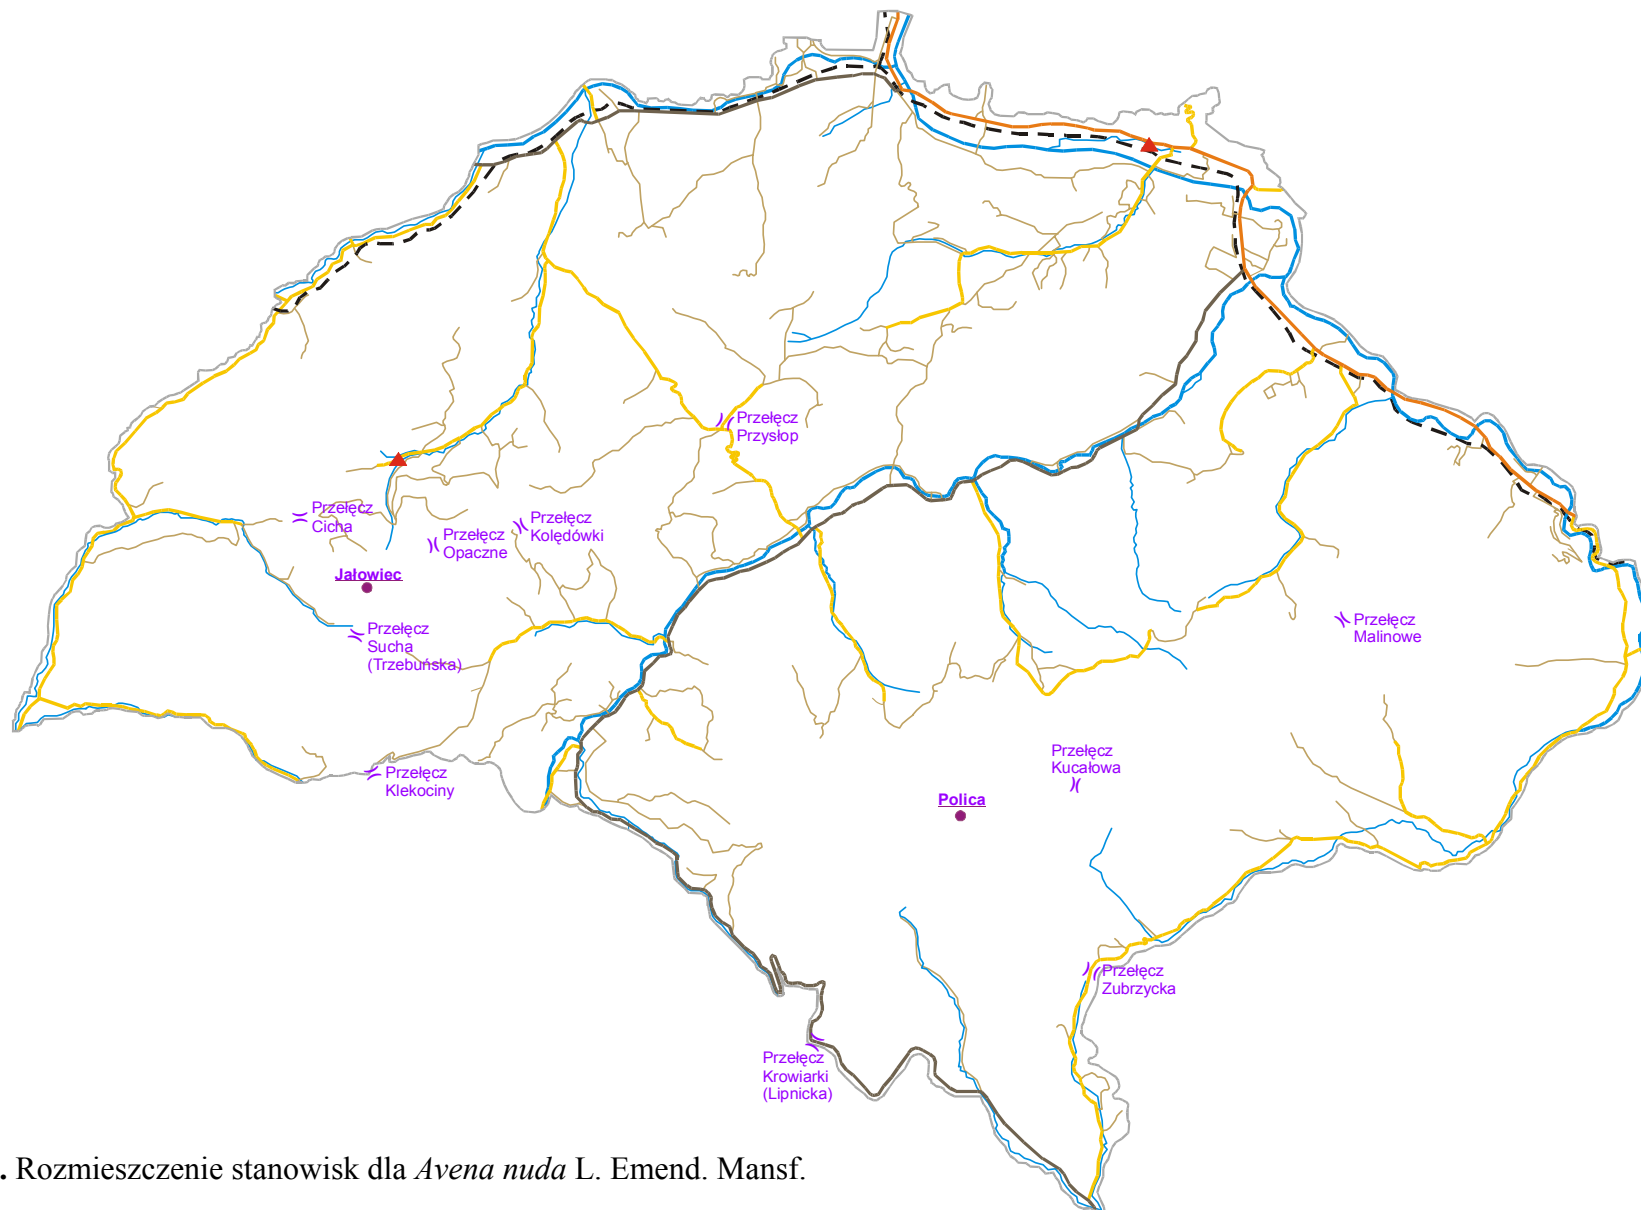 Przełęcz
Przysłop
Przełęcz
Cicha
Przełęcz
Kolędówki
Przełęcz
Opaczne
Jałowiec
Przełęcz
Sucha
(Trzebuńska)
Przełęcz
Malinowe
Przełęcz
Klekociny
Przełęcz
Kucałowa
Polica
Przełęcz
Zubrzycka
Przełęcz
Krowiarki
(Lipnicka)
. Rozmieszczenie stanowisk dla Avena nuda L. Emend. Mansf.